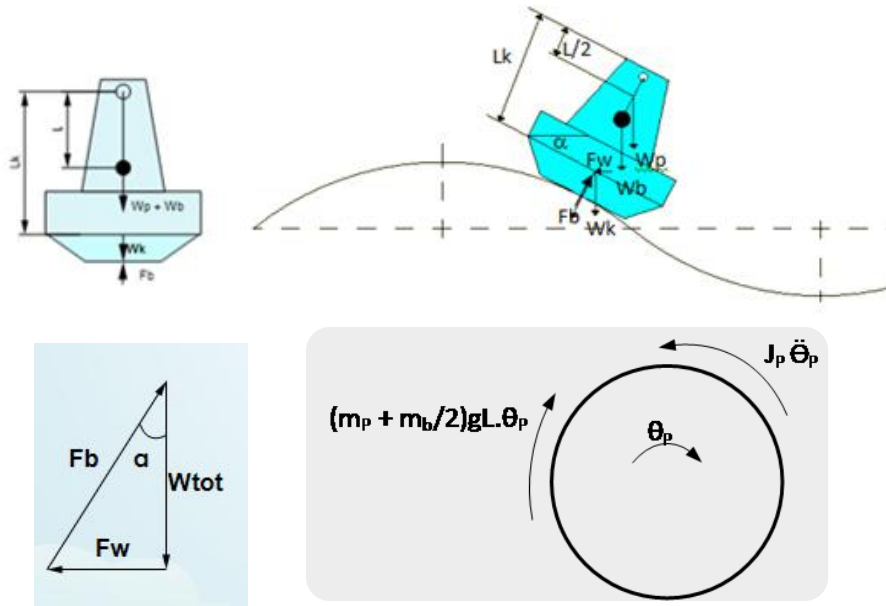 Lk
L
Wp + Wb
Wk
Fb
Lk
L/2
α
Fw
Wp
Wb
Fb
Wk
Fb
α
Wtot
Fw
Jₚ Ӫₚ
(mₚ + m_b/2)gL.θₚ
θₚ